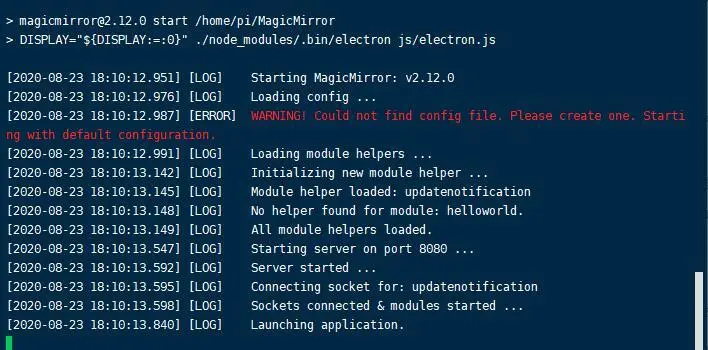 > magicmirror@2.12.0 start /home/pi/MagicMirror
> DISPLAY="${DISPLAY:=:0}" ./node_modules/.bin/electron js/electron.js
[2020-08-23 18:10:12.951] [LOG]    Starting MagicMirror: v2.12.0
[2020-08-23 18:10:12.976] [LOG]    Loading config ...
[2020-08-23 18:10:12.987] [ERROR]  WARNING! Could not find config file. Please create one. Starti
ng with default configuration.
[2020-08-23 18:10:12.991] [LOG]    Loading module helpers ...
[2020-08-23 18:10:13.142] [LOG]    Initializing new module helper ...
[2020-08-23 18:10:13.145] [LOG]    Module helper loaded: updatenotification
[2020-08-23 18:10:13.148] [LOG]    No helper found for module: helloworld.
[2020-08-23 18:10:13.149] [LOG]    All module helpers loaded.
[2020-08-23 18:10:13.547] [LOG]    Starting server on port 8080 ...
[2020-08-23 18:10:13.592] [LOG]    Server started ...
[2020-08-23 18:10:13.595] [LOG]    Connecting socket for: updatenotification
[2020-08-23 18:10:13.598] [LOG]    Sockets connected & modules started ...
[2020-08-23 18:10:13.840] [LOG]    Launching application.